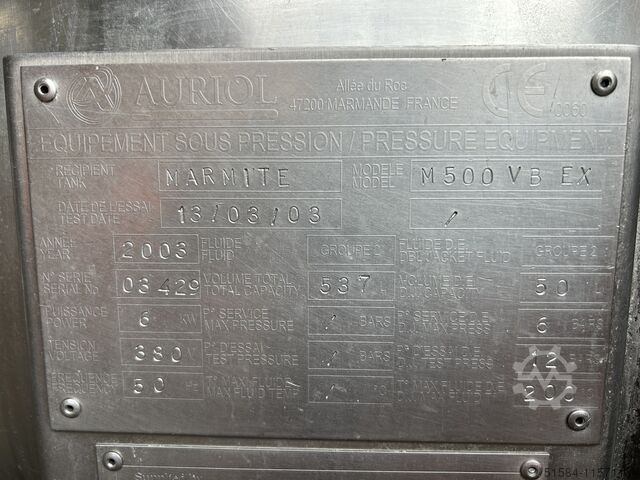 AURIOL
Allée du Roc
47200 MARMANDE FRANCE
CE
0060
EQUIPEMENT SOUS PRESSION / PRESSURE EQUIPMENT
RECIPIENT MARMITE MODELE M500 VB EX
TANK MODEL
DATE DE L'ESSAI 13/03/03 /
TEST DATE
ANNEE 2003 FLUIDE GROUPE 2 FLUIDE D.E. GROUPE 2
YEAR FLUID DBL JACKET FLUID
N° SERIE 03429 VOLUME TOTAL 537 L VOLUME D.E. 50 L
SERIAL No TOTAL CAPACITY D.J. CAPACITY
PUISSANCE 6 KW P° SERVICE / BARS P° SERVICE D.E. 6 BARS
POWER MAX PRESSURE D.J. MAX PRESS
TENSION 380 V P° D'ESSAI / BARS P° D'ESSAI D.E. 12 BARS
VOLTAGE TEST PRESSURE D.J. TEST PRESS
FREQUENCE 50 Hz T° MAX FLUIDE / °C T° MAX FLUIDE D.E. 200
FREQUENCY MAX FLUID TEMP